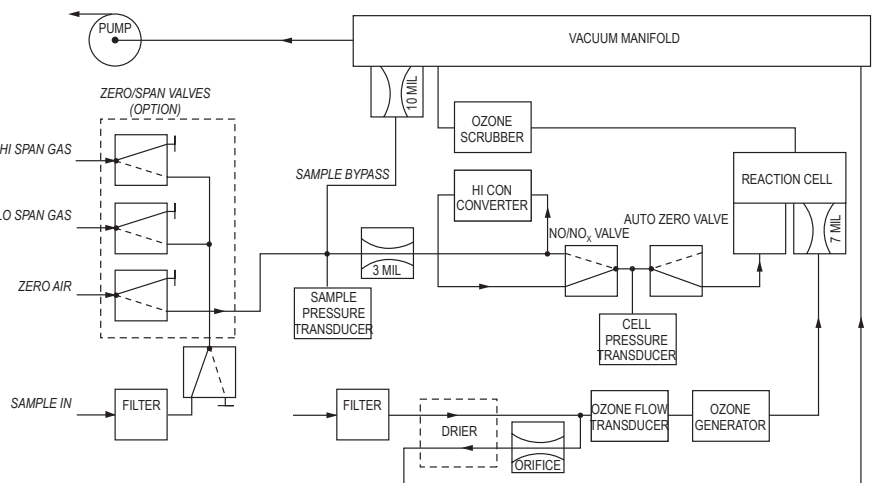 PUMP
VACUUM MANIFOLD
ZERO/SPAN VALVES
(OPTION)
10 MIL
OZONE
SCRUBBER
HI SPAN GAS
SAMPLE BYPASS
HI CON
CONVERTER
REACTION CELL
LO SPAN GAS
NO/NOX VALVE
AUTO ZERO VALVE
7 MIL
3 MIL
ZERO AIR
SAMPLE
PRESSURE
TRANSDUCER
CELL
PRESSURE
TRANSDUCER
SAMPLE IN
FILTER
FILTER
DRIER
OZONE FLOW
TRANSDUCER
OZONE
GENERATOR
ORIFICE